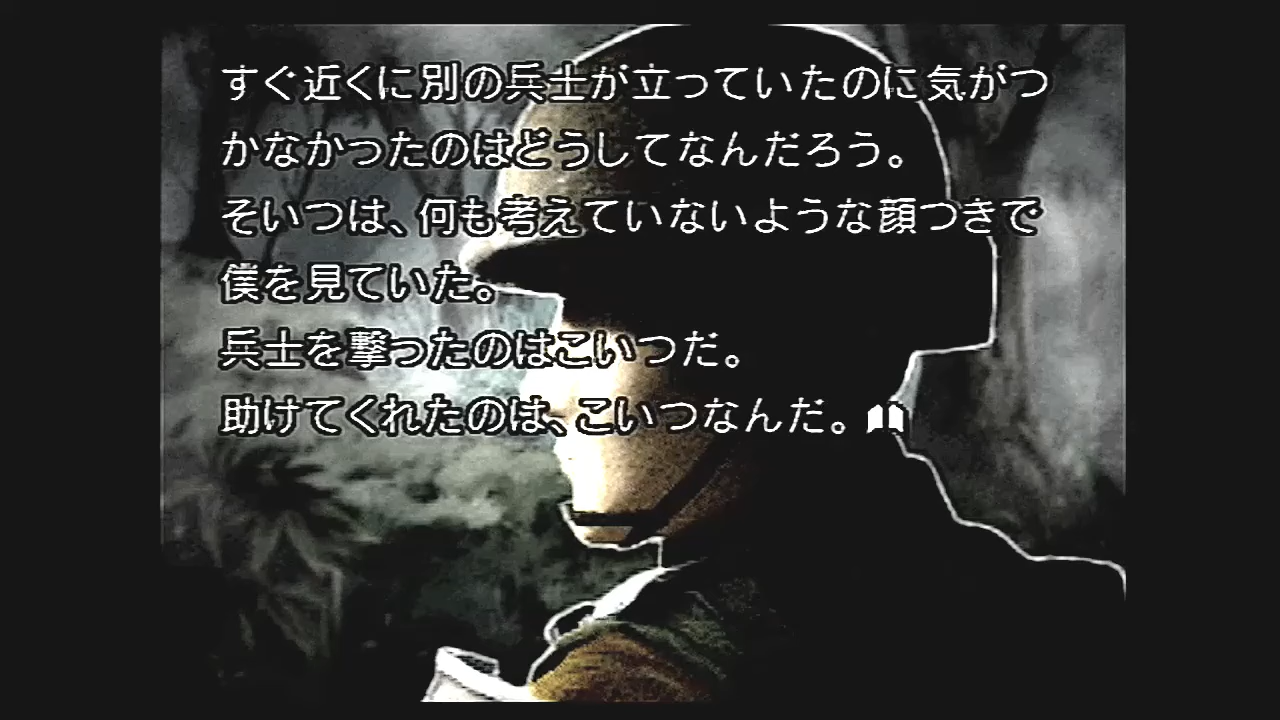 すぐ近くに別の兵士が立っていたのに気がつ
かなかったのはどうしてなんだろう。
そいつは、何も考えていないような顔つきで
僕を見ていた。
兵士を撃ったのはこいつだ。
助けてくれたのは、こいつなんだ。